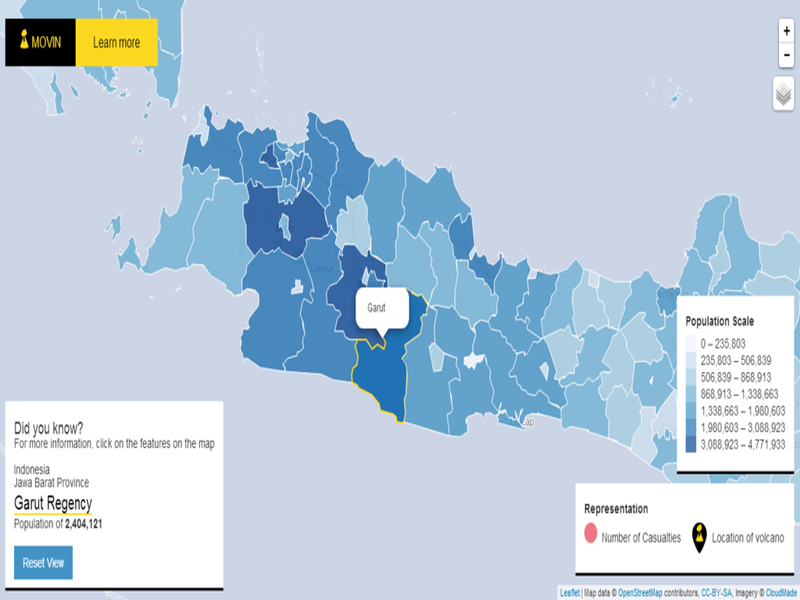 MOVIN
Learn more
+
-
Cianjur
Garut
Population Scale
0 – 235,803
235,803 – 506,839
506,839 – 868,913
868,913 – 1,338,663
1,338,663 – 1,980,603
1,980,603 – 3,088,923
3,088,923 – 4,771,933
Did you know?
For more information, click on the features on the map
Indonesia
Jawa Barat Province
Garut Regency
Population of 2,404,121
Reset View
Representation
Number of Casualties
Location of volcano
Leaflet | Map data © OpenStreetMap contributors, CC-BY-SA, Imagery © CloudMade